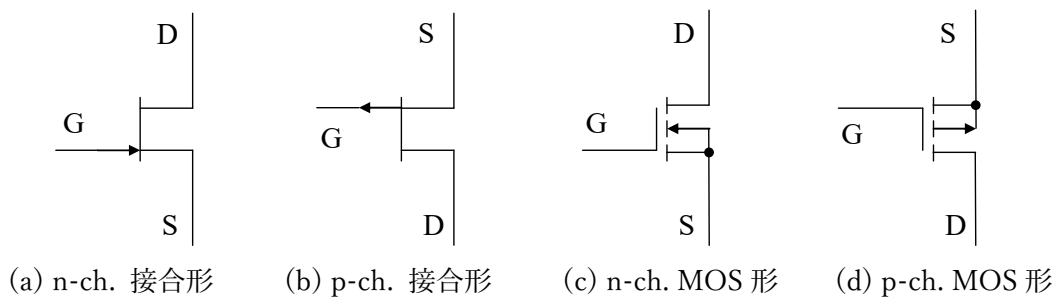 D
G
S
(a) n-ch. 接合形
S
G
D
(b) p-ch. 接合形
D
G
S
(c) n-ch. MOS 形
S
G
D
(d) p-ch. MOS 形